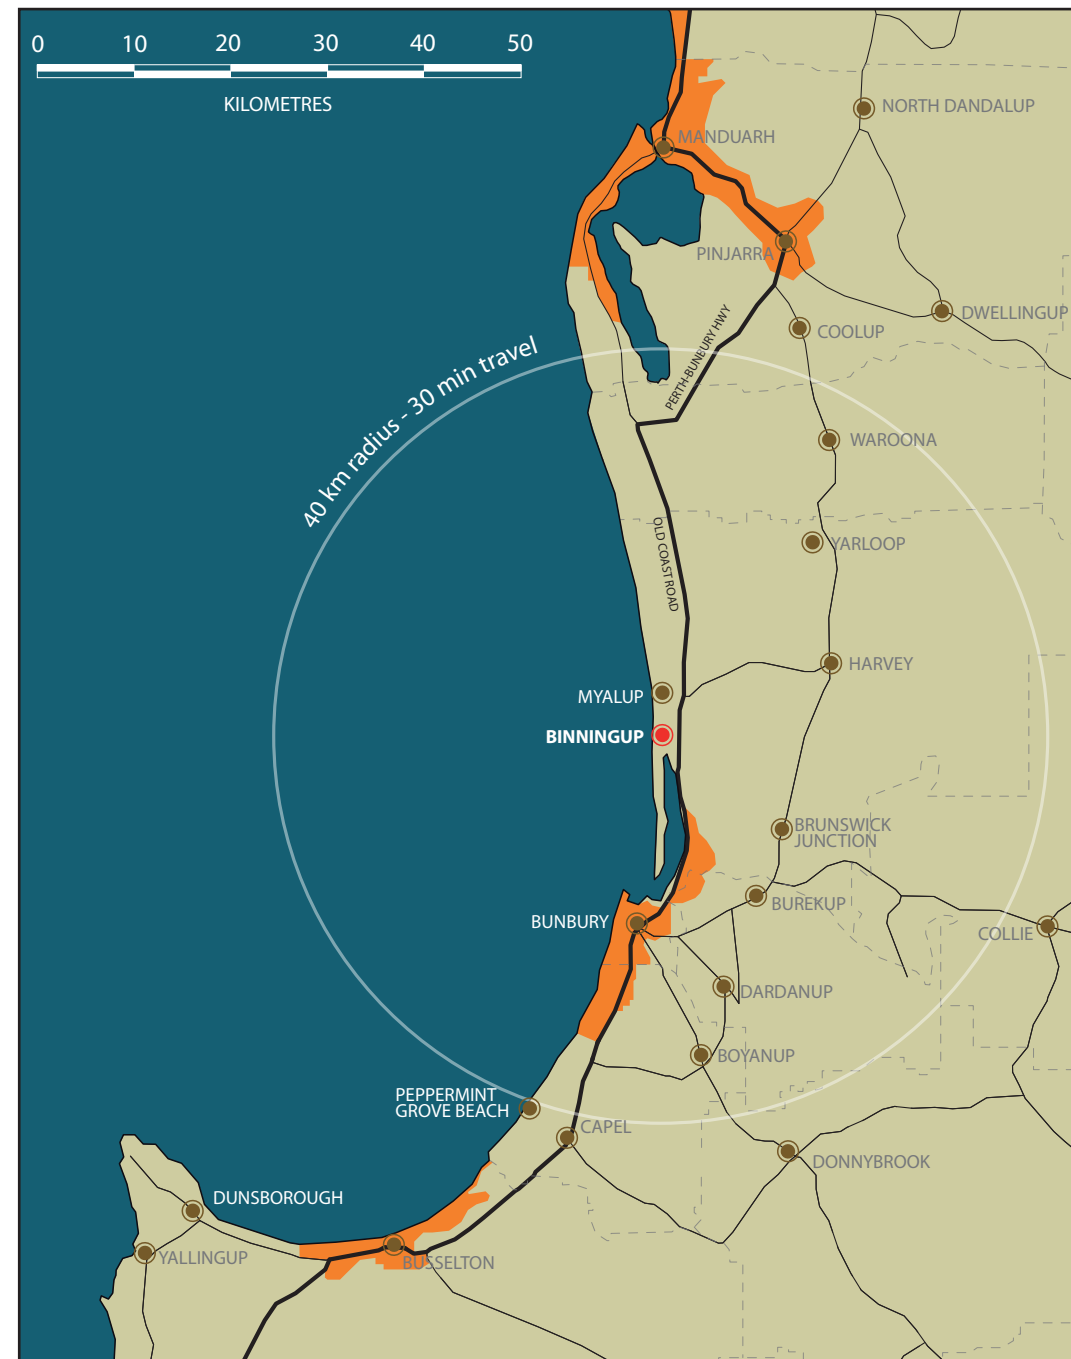 0 10 20 30 40 50
KILOMETRES
NORTH DANDALUP
MANDUARH
PINJARRA
DWELLINGUP
COOLUP
PERTH-BUNBURY HWY
40 km radius - 30 min travel
WAROONA
OLD COAST ROAD
YARLOOP
HARVEY
MYALUP
BINNINGUP
BRUNSWICK
JUNCTION
BUREKUP
BUNBURY
COLLIE
DARDANUP
BOYANUP
PEPPERMINT
GROVE BEACH
CAPEL
DONNYBROOK
DUNSBOROUGH
YALLINGUP
BUSSELTON